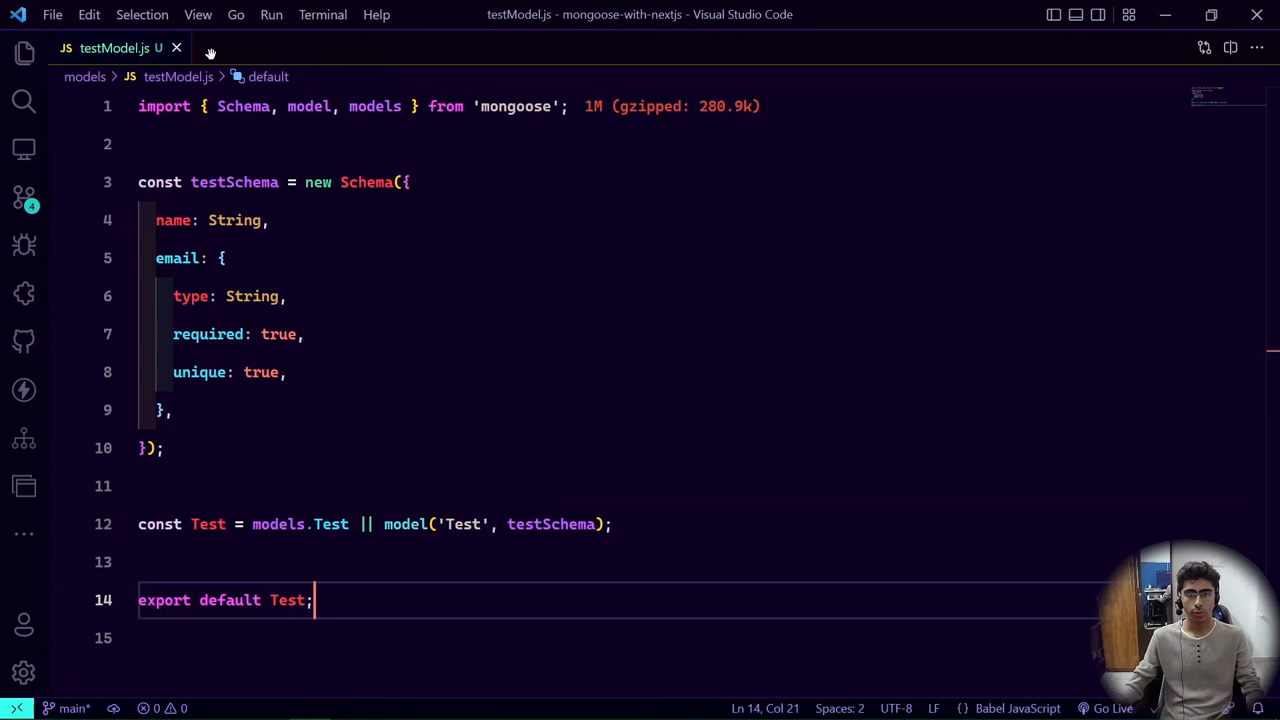 File Edit Selection View Go Run Terminal Help
testModel.js - mongoose-with-nextjs - Visual Studio Code
JS testModel.js U
models > JS testModel.js > default
1 import { Schema, model, models } from 'mongoose'; 1M (gzipped: 280.9k)
2
3 const testSchema = new Schema({
4 name: String,
5 email: {
6 type: String,
7 required: true,
8 unique: true,
9 },
10 });
11
12 const Test = models.Test || model('Test', testSchema);
13
14 export default Test;
15
4
main* 0 0 Ln 14, Col 21 Spaces: 2 UTF-8 LF {} Babel JavaScript Go Live